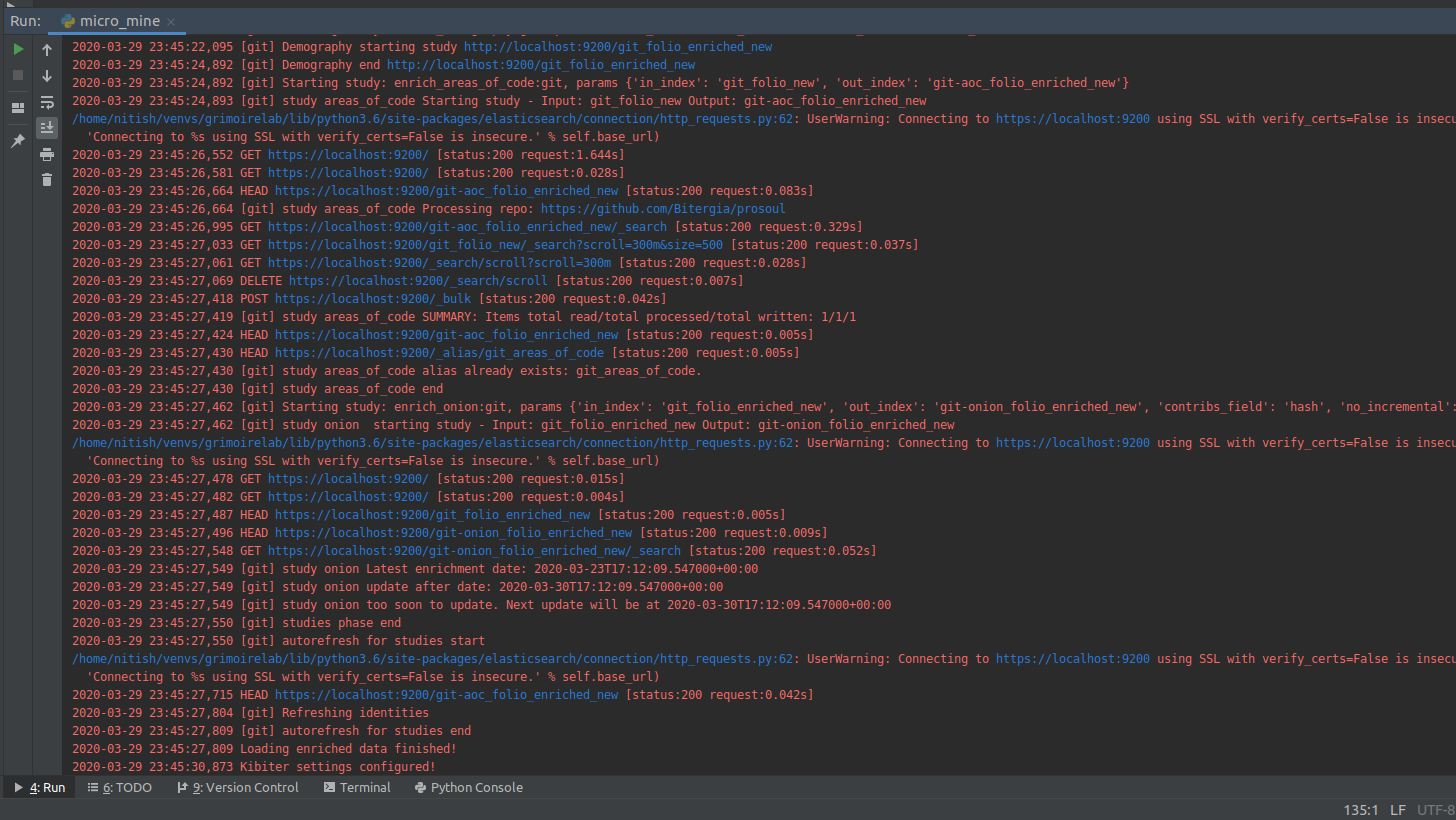 Run: micro_mine
2020-03-29 23:45:22,095 [git] Demography starting study http://localhost:9200/git_folio_enriched_new
2020-03-29 23:45:24,892 [git] Demography end http://localhost:9200/git_folio_enriched_new
2020-03-29 23:45:24,892 [git] Starting study: enrich_areas_of_code:git, params {'in_index': 'git_folio_new', 'out_index': 'git-aoc_folio_enriched_new'}
2020-03-29 23:45:24,893 [git] study areas_of_code Starting study - Input: git_folio_new Output: git-aoc_folio_enriched_new
/home/nitish/venvs/grimoirelab/lib/python3.6/site-packages/elasticsearch/connection/http_requests.py:62: UserWarning: Connecting to https://localhost:9200 using SSL with verify_certs=False is insecu
'Connecting to %s using SSL with verify_certs=False is insecure.' % self.base_url)
2020-03-29 23:45:26,552 GET https://localhost:9200/ [status:200 request:1.644s]
2020-03-29 23:45:26,581 GET https://localhost:9200/ [status:200 request:0.028s]
2020-03-29 23:45:26,664 HEAD https://localhost:9200/git-aoc_folio_enriched_new [status:200 request:0.083s]
2020-03-29 23:45:26,664 [git] study areas_of_code Processing repo: https://github.com/Bitergia/prosoul
2020-03-29 23:45:26,995 GET https://localhost:9200/git-aoc_folio_enriched_new/_search [status:200 request:0.329s]
2020-03-29 23:45:27,033 GET https://localhost:9200/git_folio_new/_search?scroll=300m&size=500 [status:200 request:0.037s]
2020-03-29 23:45:27,061 GET https://localhost:9200/_search/scroll?scroll=300m [status:200 request:0.028s]
2020-03-29 23:45:27,069 DELETE https://localhost:9200/_search/scroll [status:200 request:0.007s]
2020-03-29 23:45:27,418 POST https://localhost:9200/_bulk [status:200 request:0.042s]
2020-03-29 23:45:27,419 [git] study areas_of_code SUMMARY: Items total read/total processed/total written: 1/1/1
2020-03-29 23:45:27,424 HEAD https://localhost:9200/git-aoc_folio_enriched_new [status:200 request:0.005s]
2020-03-29 23:45:27,430 HEAD https://localhost:9200/_alias/git_areas_of_code [status:200 request:0.005s]
2020-03-29 23:45:27,430 [git] study areas_of_code alias already exists: git_areas_of_code.
2020-03-29 23:45:27,430 [git] study areas_of_code end
2020-03-29 23:45:27,462 [git] Starting study: enrich_onion:git, params {'in_index': 'git_folio_enriched_new', 'out_index': 'git-onion_folio_enriched_new', 'contribs_field': 'hash', 'no_incremental':
2020-03-29 23:45:27,462 [git] study onion  starting study - Input: git_folio_enriched_new Output: git-onion_folio_enriched_new
/home/nitish/venvs/grimoirelab/lib/python3.6/site-packages/elasticsearch/connection/http_requests.py:62: UserWarning: Connecting to https://localhost:9200 using SSL with verify_certs=False is insecu
'Connecting to %s using SSL with verify_certs=False is insecure.' % self.base_url)
2020-03-29 23:45:27,478 GET https://localhost:9200/ [status:200 request:0.015s]
2020-03-29 23:45:27,482 GET https://localhost:9200/ [status:200 request:0.004s]
2020-03-29 23:45:27,487 HEAD https://localhost:9200/git_folio_enriched_new [status:200 request:0.005s]
2020-03-29 23:45:27,496 HEAD https://localhost:9200/git-onion_folio_enriched_new [status:200 request:0.009s]
2020-03-29 23:45:27,548 GET https://localhost:9200/git-onion_folio_enriched_new/_search [status:200 request:0.052s]
2020-03-29 23:45:27,549 [git] study onion Latest enrichment date: 2020-03-23T17:12:09.547000+00:00
2020-03-29 23:45:27,549 [git] study onion update after date: 2020-03-30T17:12:09.547000+00:00
2020-03-29 23:45:27,549 [git] study onion too soon to update. Next update will be at 2020-03-30T17:12:09.547000+00:00
2020-03-29 23:45:27,550 [git] studies phase end
2020-03-29 23:45:27,550 [git] autorefresh for studies start
/home/nitish/venvs/grimoirelab/lib/python3.6/site-packages/elasticsearch/connection/http_requests.py:62: UserWarning: Connecting to https://localhost:9200 using SSL with verify_certs=False is insecu
'Connecting to %s using SSL with verify_certs=False is insecure.' % self.base_url)
2020-03-29 23:45:27,715 HEAD https://localhost:9200/git-aoc_folio_enriched_new [status:200 request:0.042s]
2020-03-29 23:45:27,804 [git] Refreshing identities
2020-03-29 23:45:27,809 [git] autorefresh for studies end
2020-03-29 23:45:27,809 Loading enriched data finished!
2020-03-29 23:45:30,873 Kibiter settings configured!
4: Run 6: TODO 9: Version Control Terminal Python Console
135:1 LF UTF-8